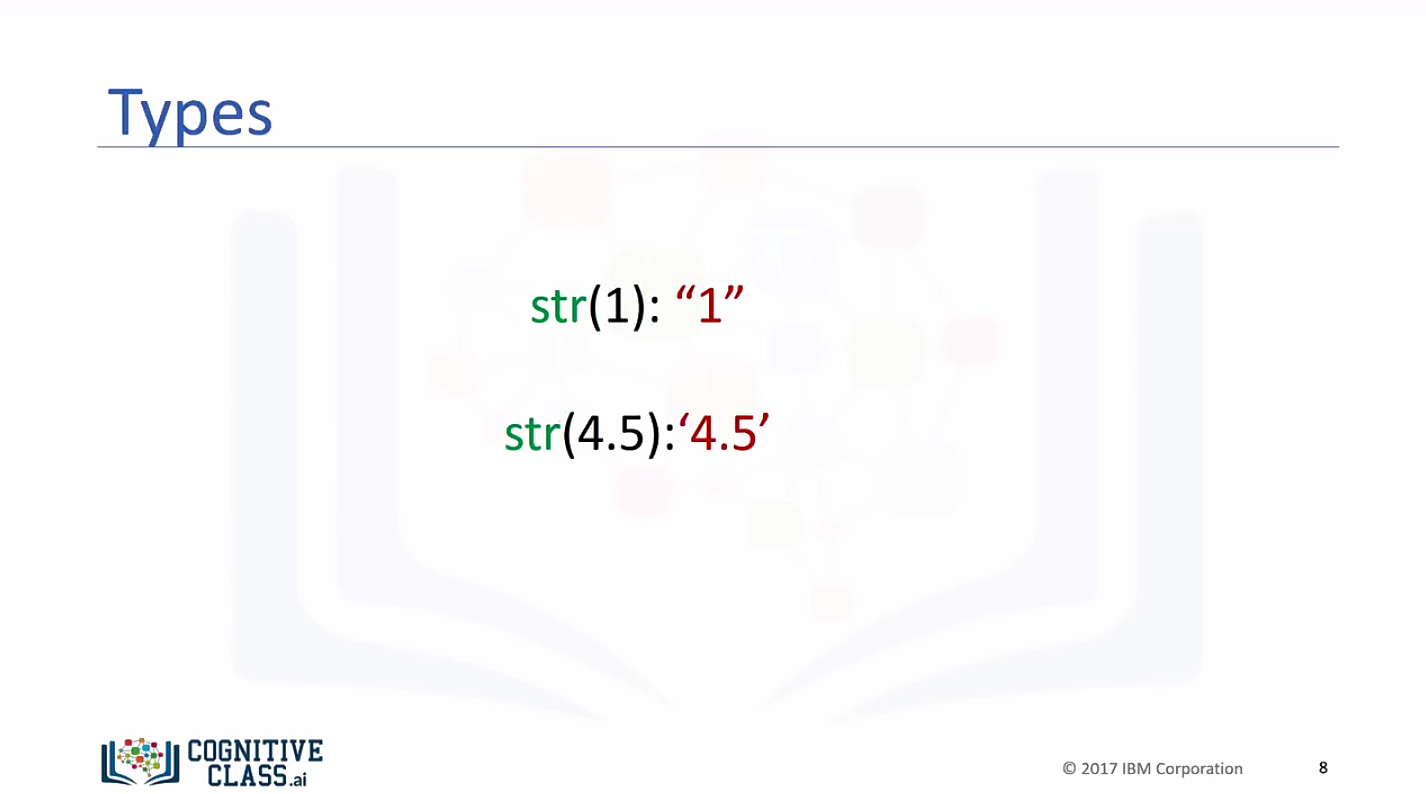 Types
str(1): “1”
str(4.5):‘4.5’
COGNITIVE
CLASS.ai
© 2017 IBM Corporation
8